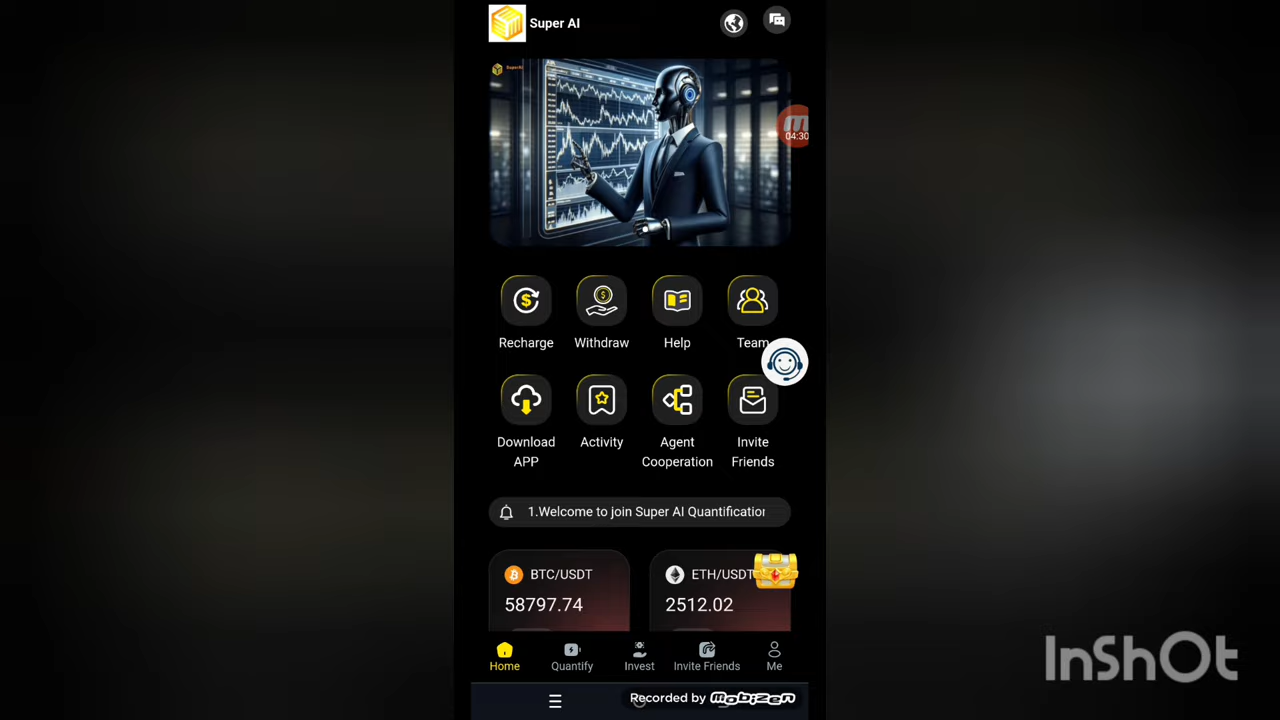 Super AI
SuperAI
04:30
Recharge
Withdraw
Help
Team
Download
APP
Activity
Agent
Cooperation
Invite
Friends
1.Welcome to join Super AI Quantification
BTC/USDT
58797.74
ETH/USDT
2512.02
Home
Quantify
Invest
Invite Friends
Me
Recorded by mobizen
InShOt